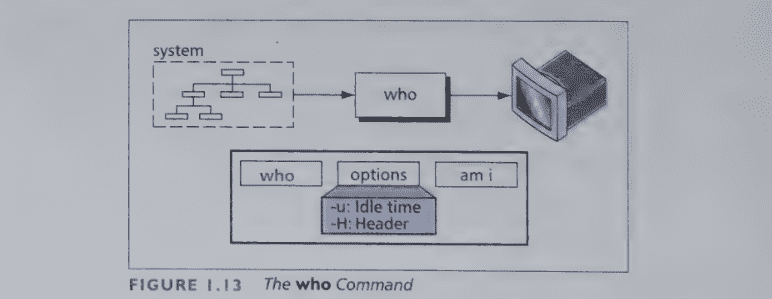 system
who
who
options
am i
-u: Idle time
-H: Header
FIGURE 1.13 The who Command